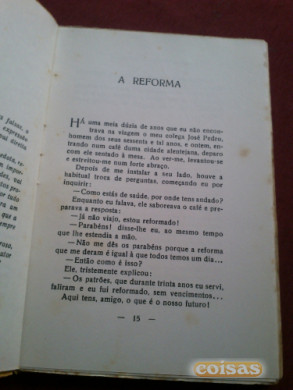 A REFORMA
HÁ uma meia dúzia de anos que eu não encon-
trava na viagem o meu colega José Pedro,
homem dos seus sessenta e tal anos, e ontem,
entrando num café duma cidade alentejana, deparou
com ele sentado à mesa. Ao ver-me, levantou-se
e estreitou-me num forte abraço.
Depois de me instalar a seu lado, houve a
habitual troca de perguntas, começando eu por
inquirir:
—Como estás de saúde, por onde tens andado?
Enquanto eu falava, ele saboreava o café e pre-
parava a resposta:
—Já não viajo, estou reformado!
—Parabéns! disse-lhe eu, ao mesmo tempo
que lhe estendia a mão.
—Não me dês os parabéns porque a reforma
que me deram é igual à que todos temos um dia...
—Então como é isso?
Ele, tristemente explicou:
—Os patrões, que durante trinta anos eu servi,
faliram e eu fui reformado, sem vencimentos...
Aqui tens, amigo, o que é o nosso futuro!
— 15 —
coisas